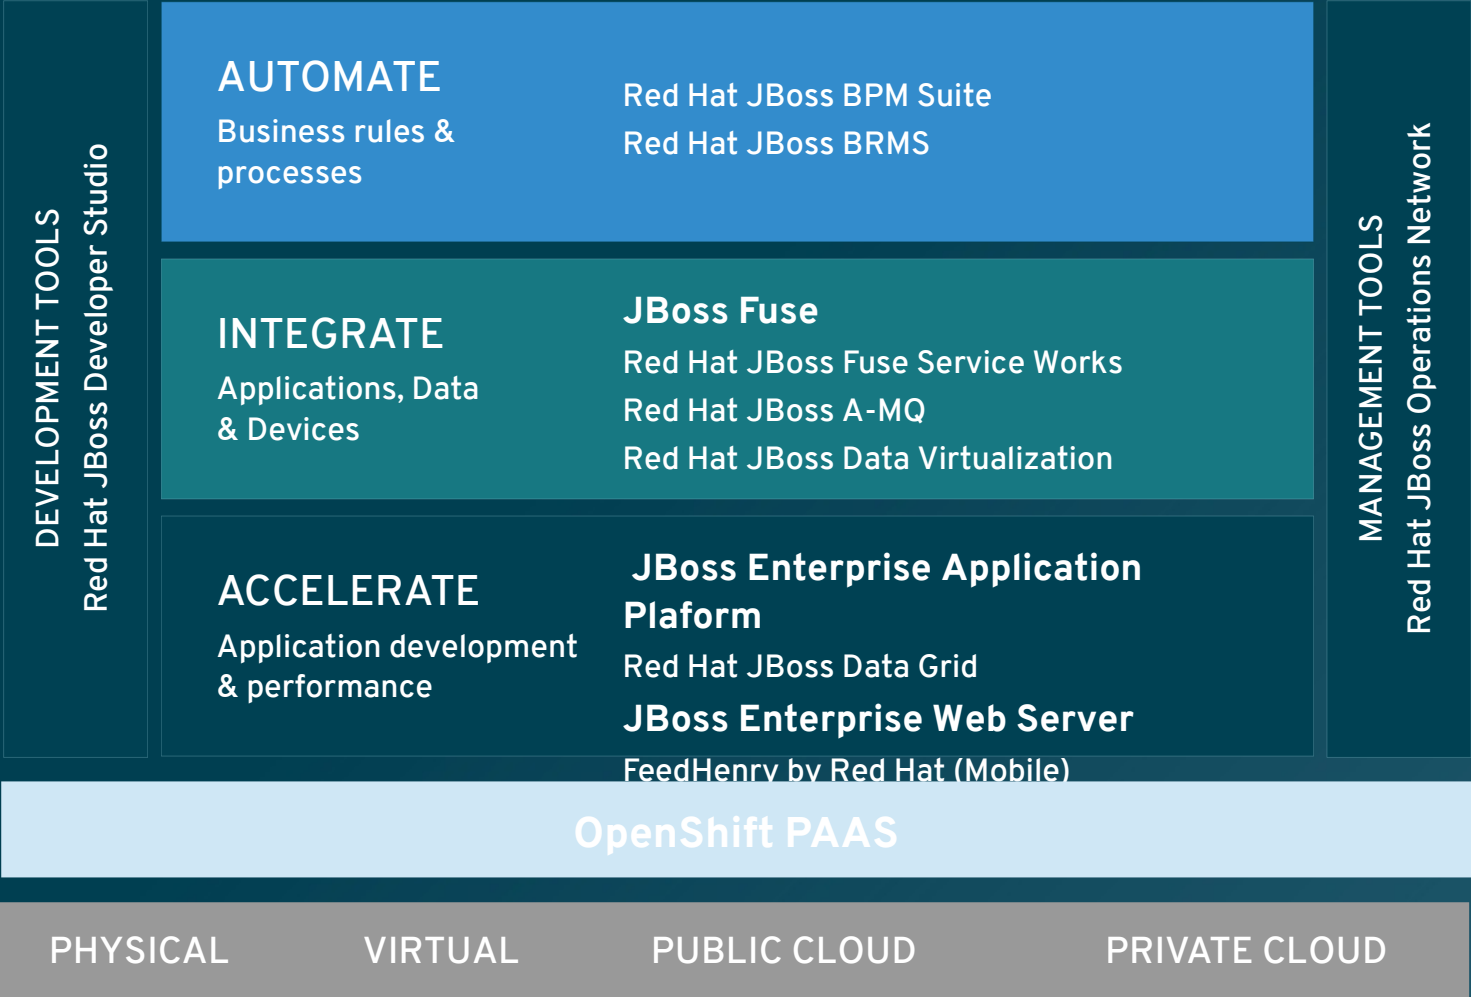 DEVELOPMENT TOOLS
Red Hat JBoss Developer Studio
AUTOMATE
Business rules &
processes
Red Hat JBoss BPM Suite
Red Hat JBoss BRMS
INTEGRATE
Applications, Data
& Devices
JBoss Fuse
Red Hat JBoss Fuse Service Works
Red Hat JBoss A-MQ
Red Hat JBoss Data Virtualization
ACCELERATE
Application development
& performance
JBoss Enterprise Application
Plaform
Red Hat JBoss Data Grid
JBoss Enterprise Web Server
FeedHenry by Red Hat (Mobile)
MANAGEMENT TOOLS
Red Hat JBoss Operations Network
OpenShift PAAS
PHYSICAL VIRTUAL PUBLIC CLOUD PRIVATE CLOUD